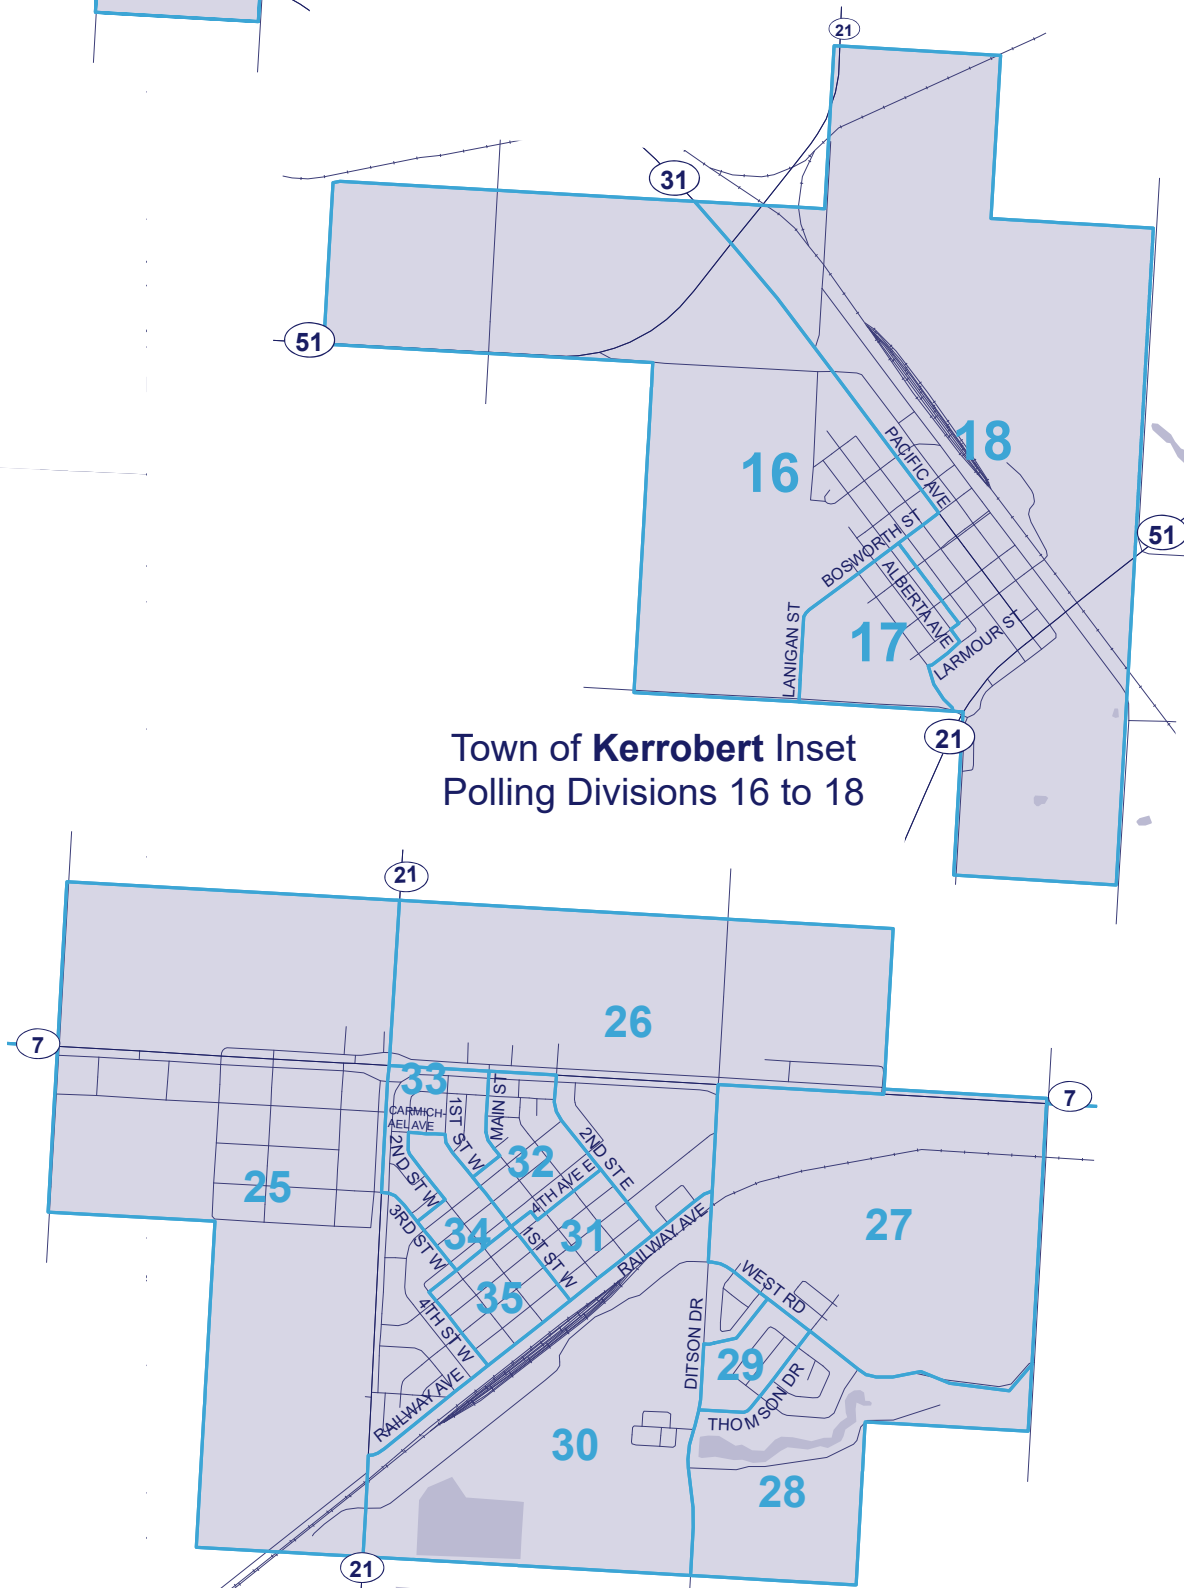 21
31
51
18
PACIFIC AVE
16
BOSWORTH ST
51
ALBERTA AVE
17
LANIGAN ST
LARMOUR ST
21
Town of Kerrobert Inset
Polling Divisions 16 to 18
21
26
7
33
7
CARMICH-
AEL AVE
1ST ST W
MAIN ST
2ND ST E
32
2ND ST W
4TH AVE E
25
3RD ST W
34
31
1ST ST W
RAILWAY AVE
27
35
4TH ST W
WEST RD
DITSON DR
29
THOMSON DR
RAILWAY AVE
30
28
21